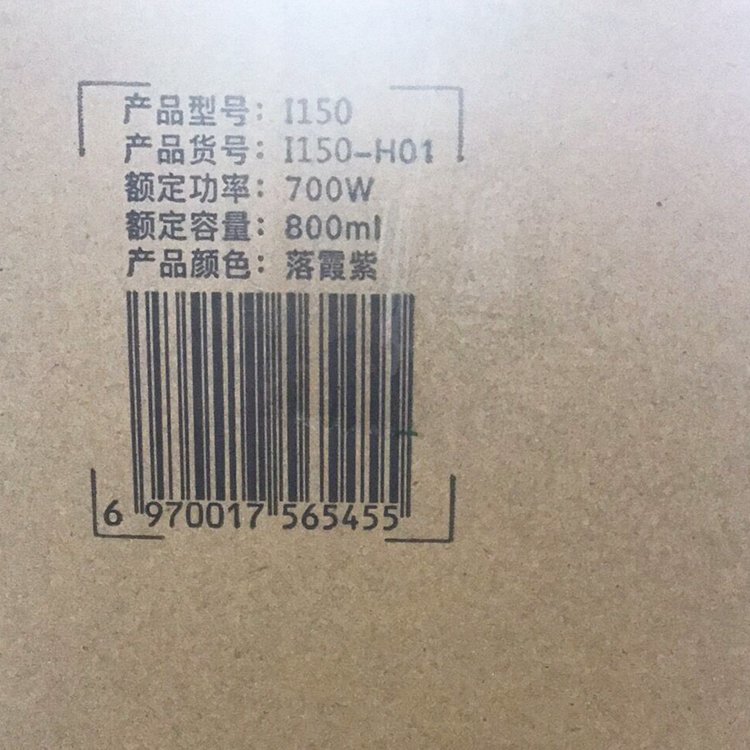 产品型号：I150
产品货号：I150-H01
额定功率：700W
额定容量：800ml
产品颜色：落霞紫
6 970017 565455